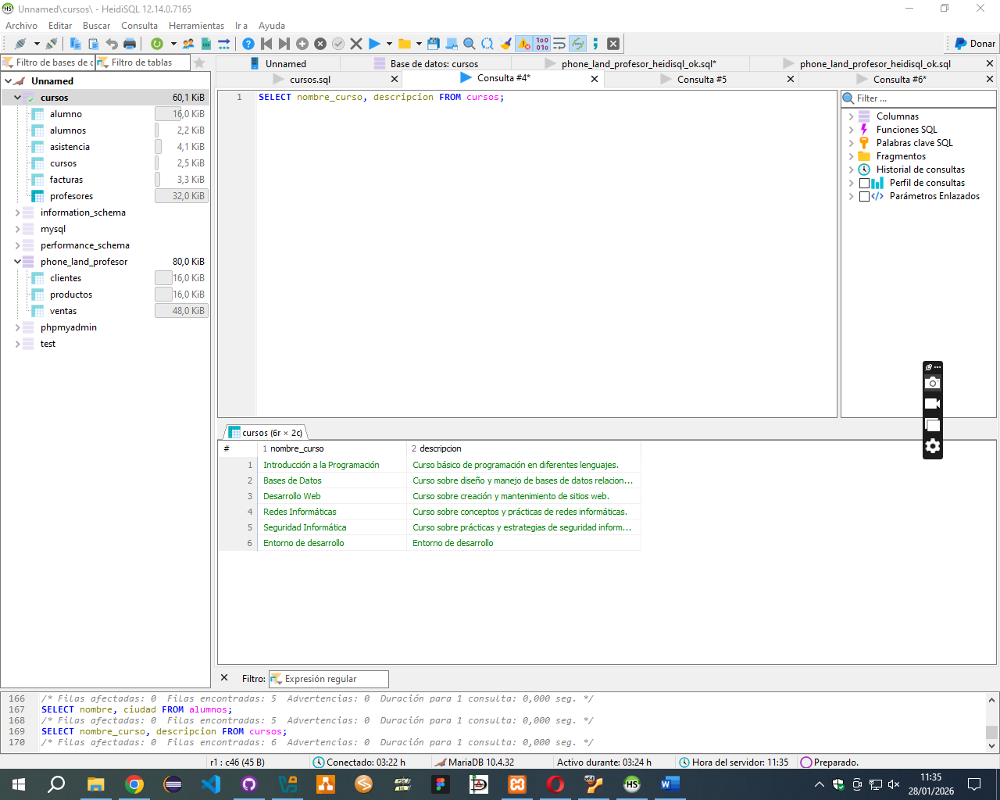 Unnamed\cursos\ - HeidiSQL 12.14.0.7165
Archivo Editar Buscar Consulta Herramientas Ir a Ayuda
Donar
Filtro de bases de c Filtro de tablas
Unnamed Base de datos: cursos phone_land_profesor_heidisql_ok.sql* phone_land_profesor_heidisql_ok.sql
cursos.sql Consulta #4* Consulta #5 Consulta #6*
Unnamed
cursos 60,1 KiB
alumno 16,0 KiB
alumnos 2,2 KiB
asistencia 4,1 KiB
cursos 2,5 KiB
facturas 3,3 KiB
profesores 32,0 KiB
information_schema
mysql
performance_schema
phone_land_profesor 80,0 KiB
clientes 16,0 KiB
productos 16,0 KiB
ventas 48,0 KiB
phpmyadmin
test
1 SELECT nombre_curso, descripcion FROM cursos;
Filter ...
Columnas
Funciones SQL
Palabras clave SQL
Fragmentos
Historial de consultas
Perfil de consultas
Parámetros Enlazados
cursos (6r × 2c)
# 1 nombre_curso 2 descripcion
1 Introducción a la Programación Curso básico de programación en diferentes lenguajes.
2 Bases de Datos Curso sobre diseño y manejo de bases de datos relacion...
3 Desarrollo Web Curso sobre creación y mantenimiento de sitios web.
4 Redes Informáticas Curso sobre conceptos y prácticas de redes informáticas.
5 Seguridad Informática Curso sobre prácticas y estrategias de seguridad inform...
6 Entorno de desarrollo Entorno de desarrollo
Filtro: Expresión regular
166 /* Filas afectadas: 0 Filas encontradas: 5 Advertencias: 0 Duración para 1 consulta: 0,000 seg. */
167 SELECT nombre, ciudad FROM alumnos;
168 /* Filas afectadas: 0 Filas encontradas: 5 Advertencias: 0 Duración para 1 consulta: 0,000 seg. */
169 SELECT nombre_curso, descripcion FROM cursos;
170 /* Filas afectadas: 0 Filas encontradas: 6 Advertencias: 0 Duración para 1 consulta: 0,000 seg. */
r1 : c46 (45 B) Conectado: 03:22 h MariaDB 10.4.32 Activo durante: 03:24 h Hora del servidor: 11:35 Preparado.
11:35
28/01/2026